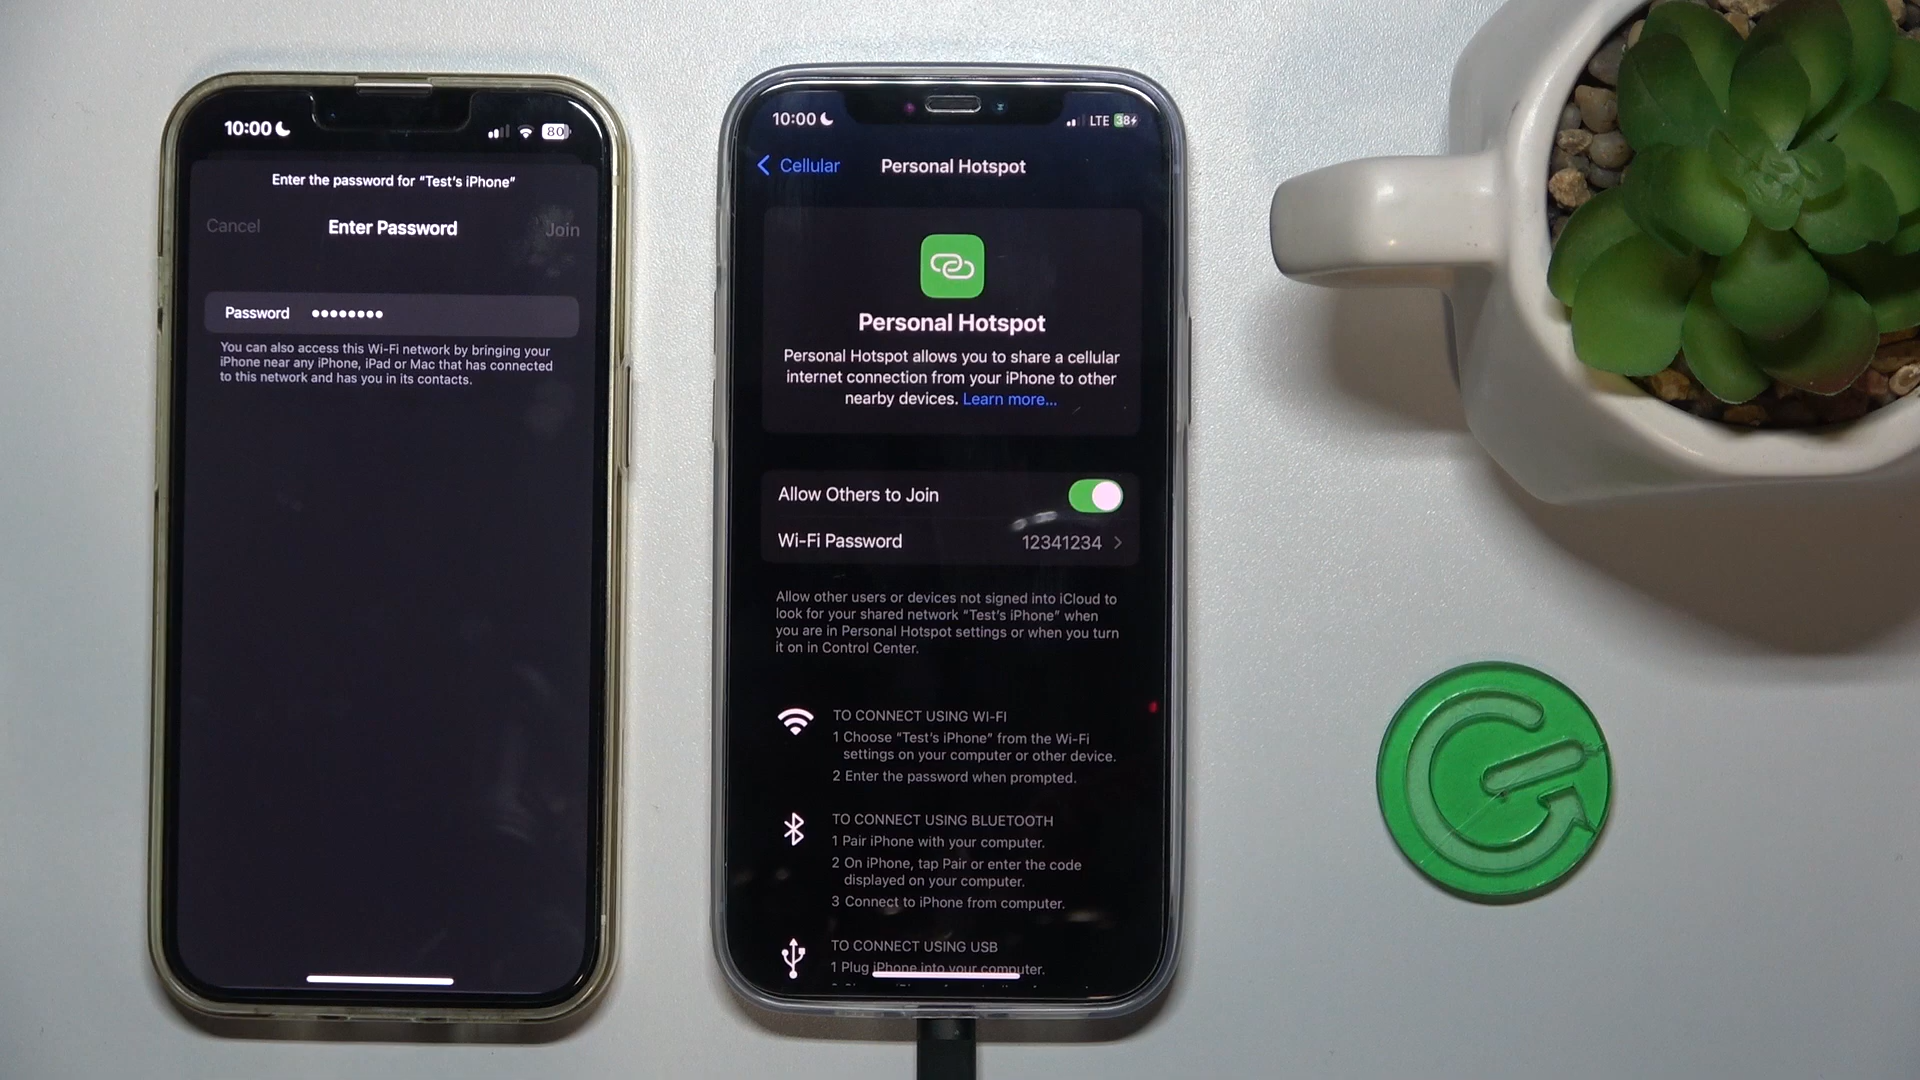 10:00
80
Enter the password for “Test’s iPhone”
Cancel
Enter Password
Join
Password ••••••••
You can also access this Wi-Fi network by bringing your
iPhone near any iPhone, iPad or Mac that has connected
to this network and has you in its contacts.
10:00
LTE 38
Cellular
Personal Hotspot
Personal Hotspot
Personal Hotspot allows you to share a cellular
internet connection from your iPhone to other
nearby devices. Learn more...
Allow Others to Join
Wi-Fi Password 12341234
Allow other users or devices not signed into iCloud to
look for your shared network “Test’s iPhone” when
you are in Personal Hotspot settings or when you turn
it on in Control Center.
TO CONNECT USING WI-FI
1 Choose “Test’s iPhone” from the Wi-Fi
settings on your computer or other device.
2 Enter the password when prompted.
TO CONNECT USING BLUETOOTH
1 Pair iPhone with your computer.
2 On iPhone, tap Pair or enter the code
displayed on your computer.
3 Connect to iPhone from computer.
TO CONNECT USING USB
1 Plug iPhone into your computer.